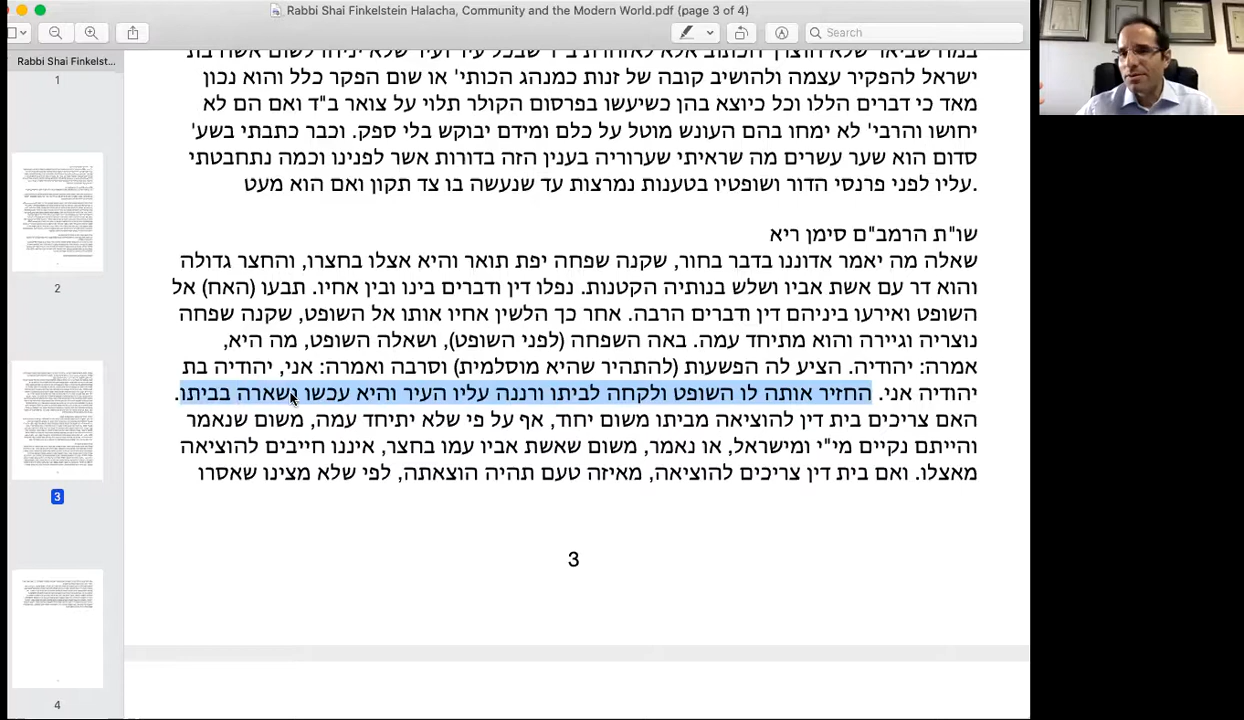 Rabbi Shai Finkelstein Halacha, Community and the Modern World.pdf (page 3 of 4)
Search
Rabbi Shai Finkelst...
1
2
3
4
ישראל להפקיר עצמה ולהושיב קובה של זנות כמנהג הכותי' או שום הפקר כלל והוא נכון
מאד כי דברים הללו וכל כיוצא בהן כשיעשו בפרסום הקולר תלוי על צואר ב"ד ואם הם לא
יחושו והרבי' לא ימחו בהם העונש מוטל על כלם ומידם יבוקש בלי ספק. וכבר כתבתי בשע'
סדום הוא שער עשרים מה שראיתי שערוריה בענין הזה בדורות אשר לפנינו וכמה נתחבטתי
.עליו לפני פרנסי הדור ושופטיו בטענות נמרצות עד שנעשה בו צד תקון ואם הוא מעט
שו"ת הרמב"ם סימן ריא
שאלה מה יאמר אדוננו בדבר בחור, שקנה שפחה יפת תואר והיא אצלו בחצרו, והחצר גדולה
והוא דר עם אשת אביו ושלש בנותיה הקטנות. נפלו דין ודברים בינו ובין אחיו. תבעו (האח) אל
השופט ואירעו ביניהם דין ודברים הרבה. אחר כך הלשין אחיו אותו אל השופט, שקנה שפחה
נוצריה וגיירה והוא מתיחד עמה. באה השפחה (לפני השופט), ושאלה השופט, מה היא,
אמרה: יהודיה. הציע לה הפשעות (להתהיר שהיא מוסלמית) וסרבה ואמרה: אני, יהודיה בת
יהודיה אני. החזיר אותה לו השופט ולקחה לביתו ורננה עליו העיר והיא עכשו נשארה בביתו.
האם צריכים בית דין להוציאה מביתו משום יחוד, אף על פי שלא יתיחד עמה, משום שנאמר
והייתם נקיים מי"י ומישראל, או נאמר, משום שאשת אביו עמו בחצר, אינם חייבים להוציאה
מאצלו. ואם בית דין צריכים להוציאה, מאיזה טעם תהיה הוצאתה, לפי שלא מצינו שאסרו
3